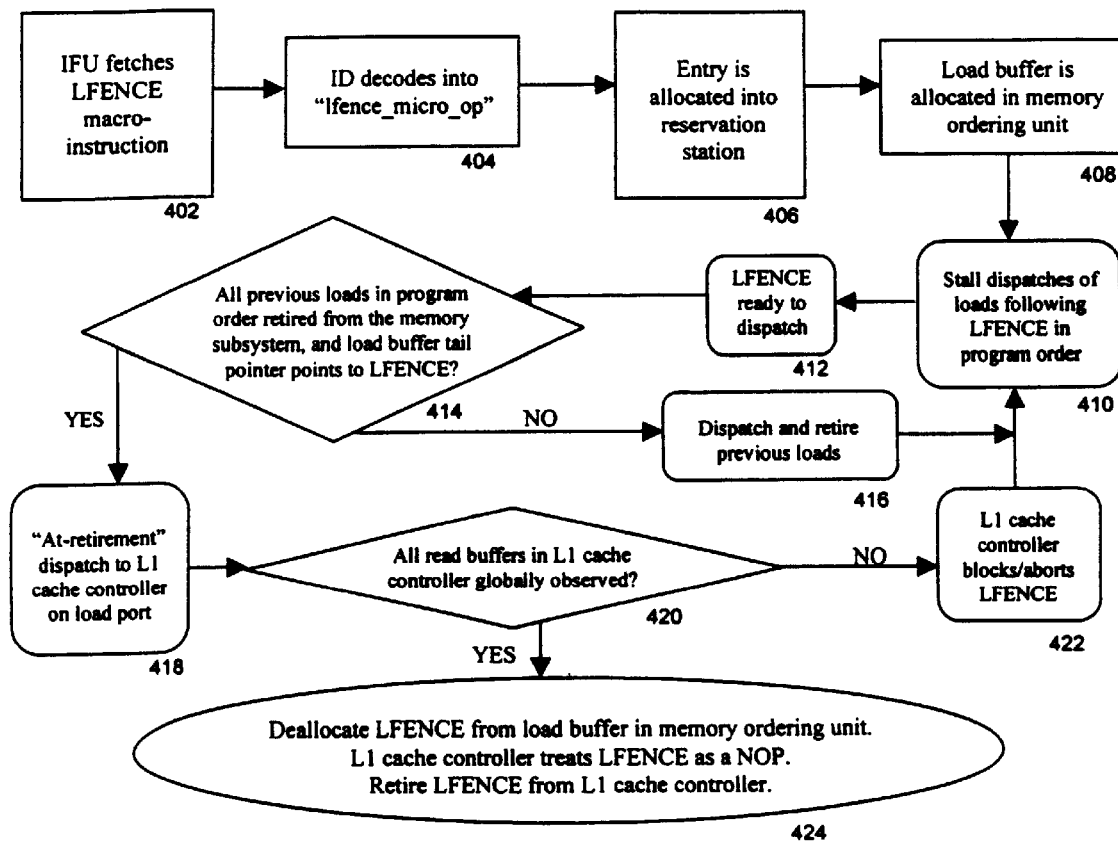 IFU fetches
LFENCE
macro-
instruction
402
ID decodes into
“lfence_micro_op”
404
Entry is
allocated into
reservation
station
406
Load buffer is
allocated in memory
ordering unit
408
Stall dispatches of
loads following
LFENCE in
program order
410
LFENCE
ready to
dispatch
412
All previous loads in program
order retired from the memory
subsystem, and load buffer tail
pointer points to LFENCE?
414
YES
NO
Dispatch and retire
previous loads
416
“At-retirement”
dispatch to L1
cache controller
on load port
418
All read buffers in L1 cache
controller globally observed?
420
NO
L1 cache
controller
blocks/aborts
LFENCE
422
YES
Deallocate LFENCE from load buffer in memory ordering unit.
L1 cache controller treats LFENCE as a NOP.
Retire LFENCE from L1 cache controller.
424